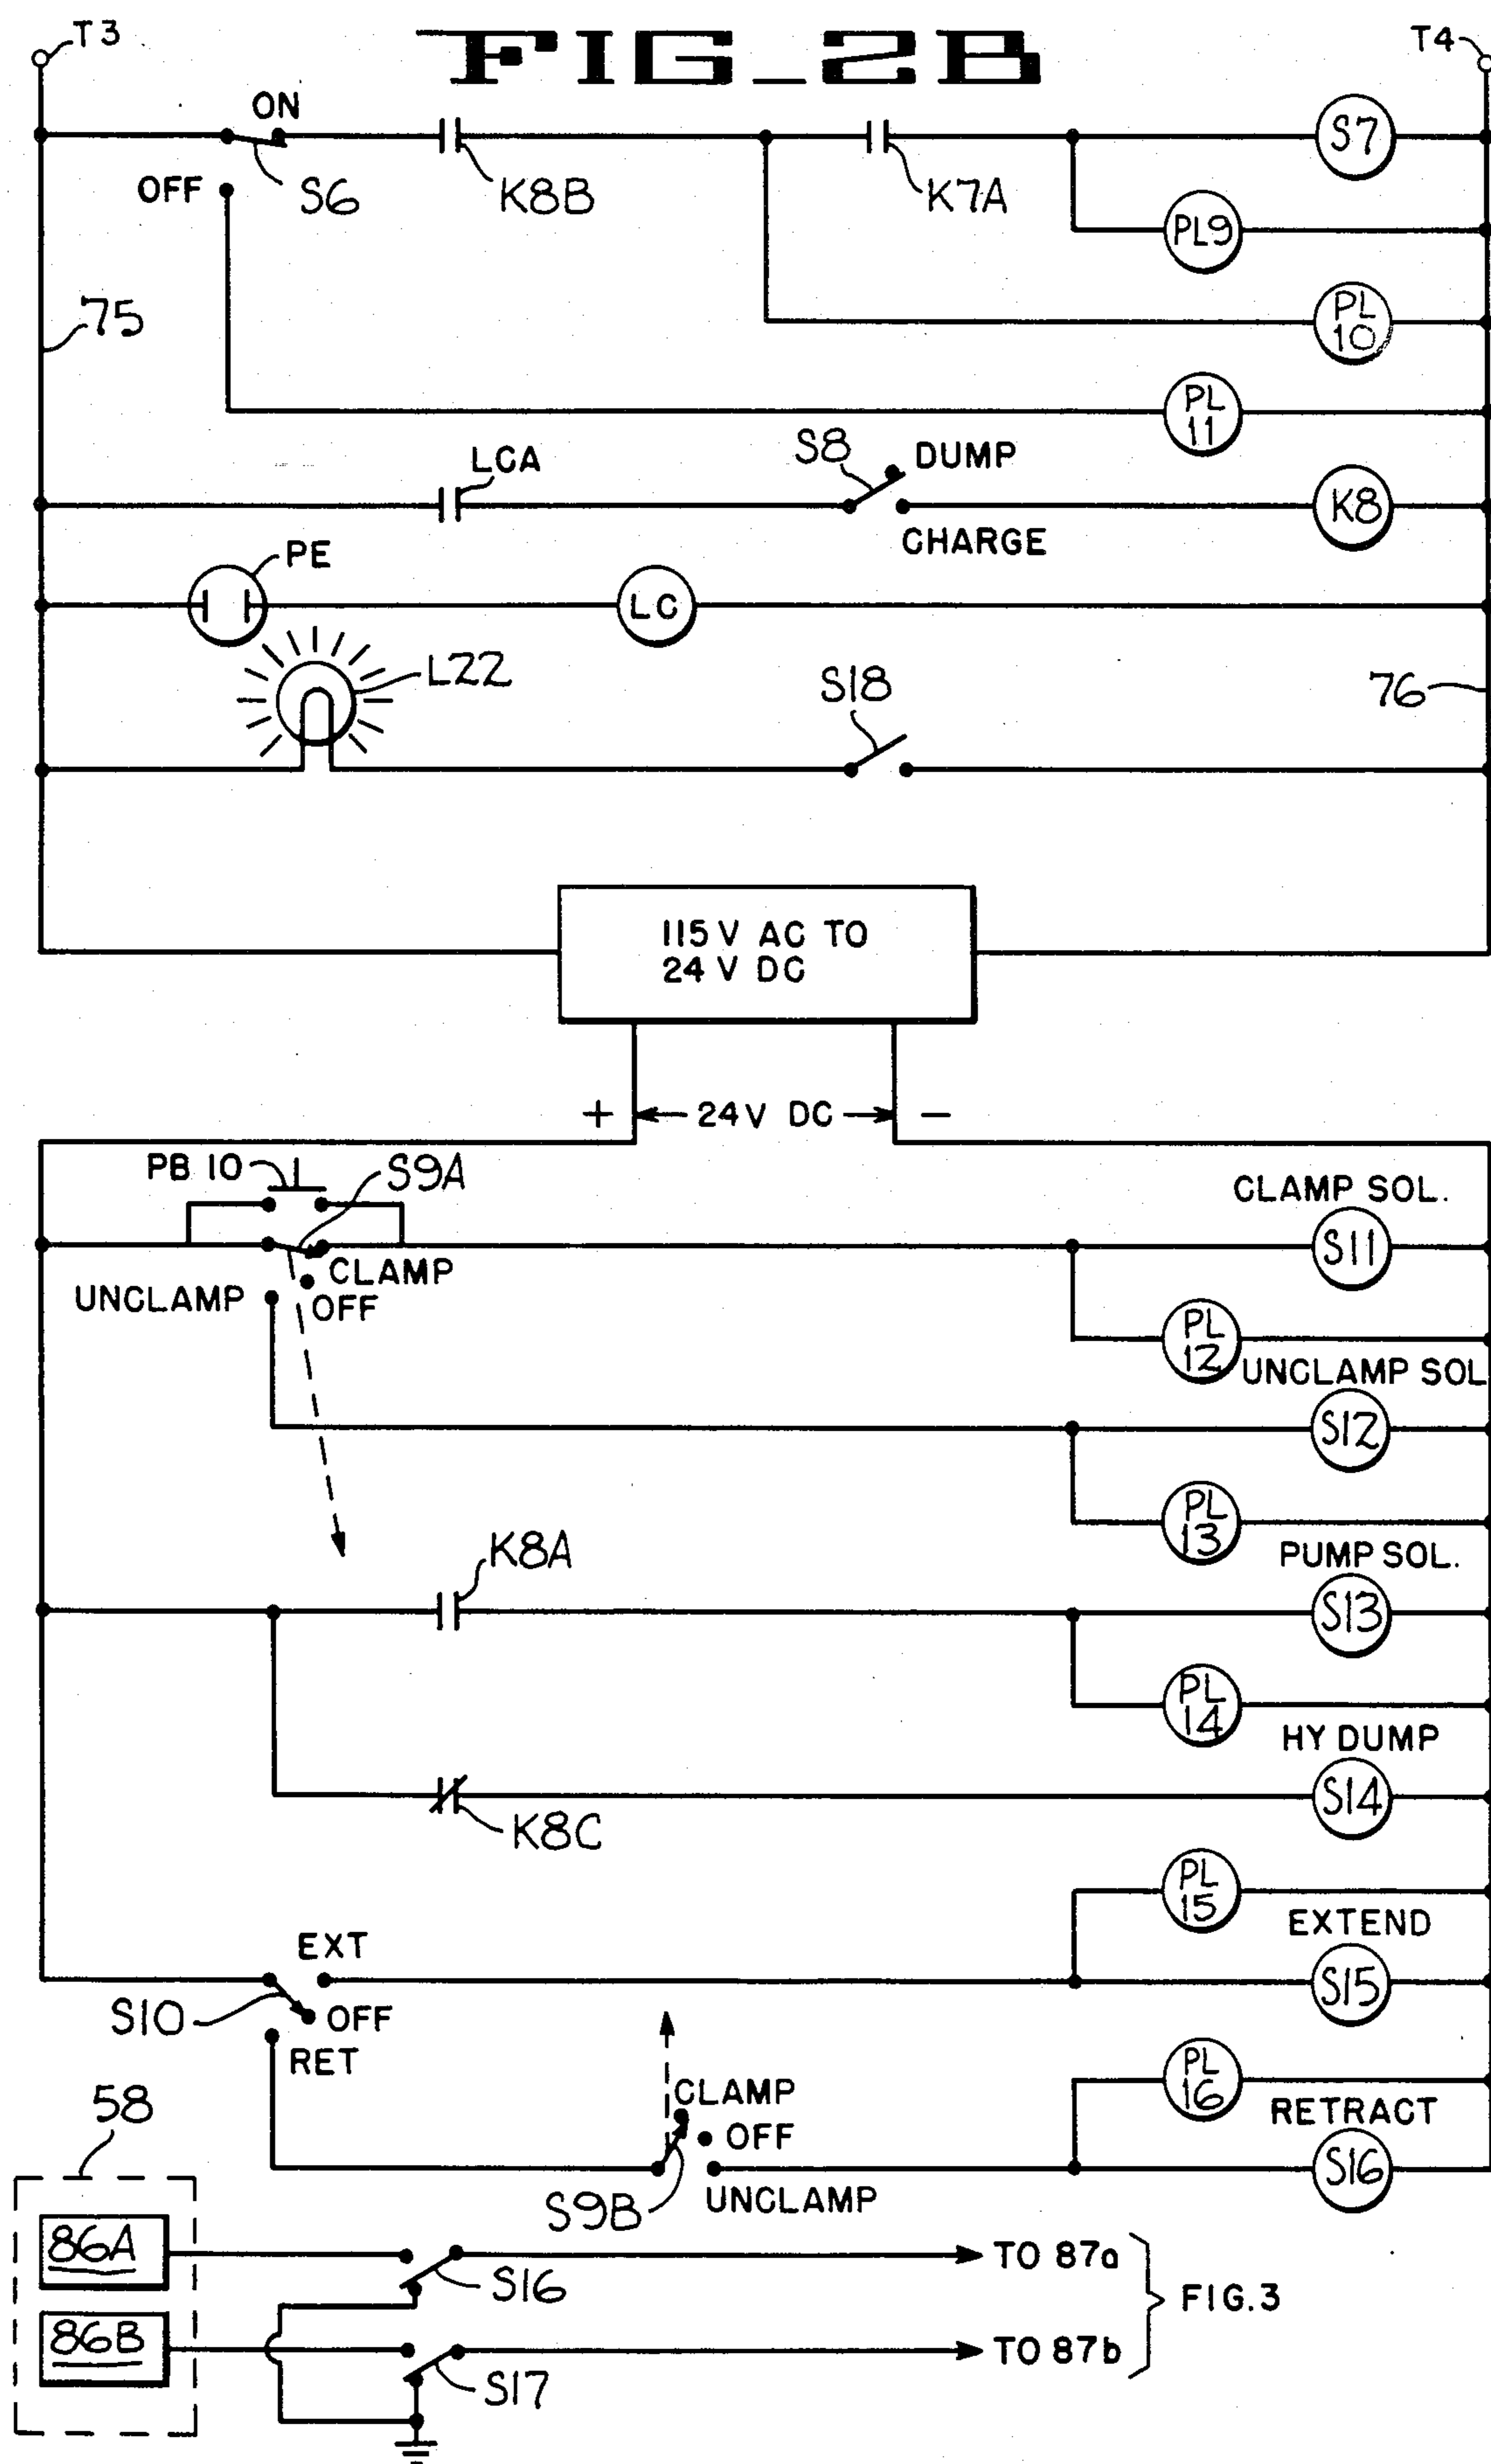 FIG_2B
T3
T4
ON
S7
OFF
S6
K8B
K7A
PL9
75
PL
10
PL
11
LCA
S8
DUMP
K8
CHARGE
PE
LC
L22
S18
76
115 V AC TO
24 V DC
+ 24 V DC −
PB 10
S9A
CLAMP SOL.
S11
CLAMP
UNCLAMP
OFF
PL
12
UNCLAMP SOL
S12
PL
13
K8A
PUMP SOL.
S13
PL
14
HY DUMP
S14
K8C
PL
15
EXT
EXTEND
S15
S10
OFF
RET
PL
16
58
CLAMP
RETRACT
OFF
S16
S9B
UNCLAMP
86A
TO 87a
S16
FIG.3
86B
TO 87b
S17